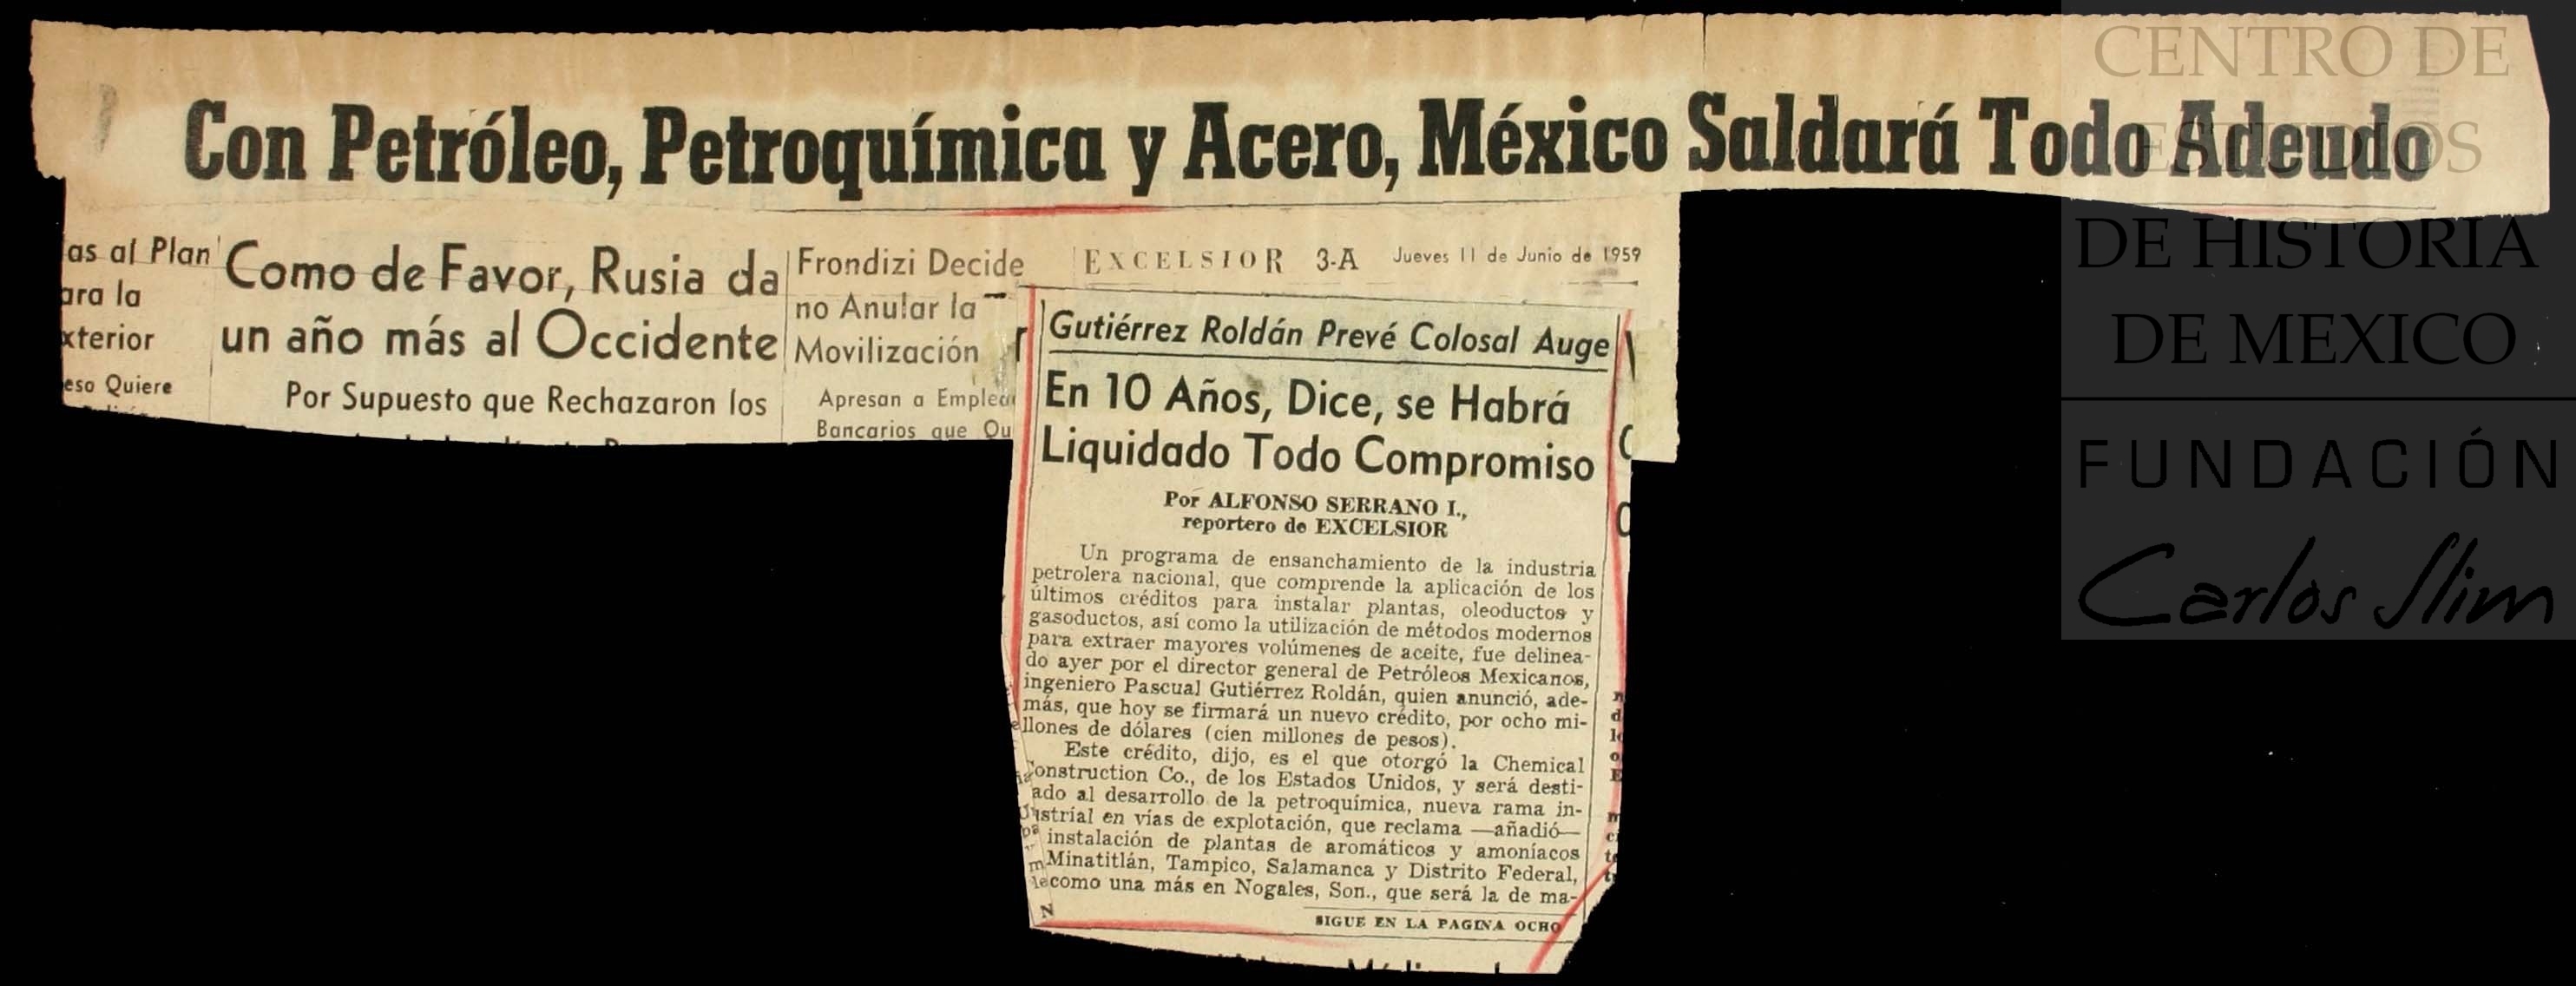 Con Petróleo, Petroquímica y Acero, México Saldará Todo Adeudo
as al Plan
ara la
xterior
eso Quiere
Como de Favor, Rusia da
un año más al Occidente
Por Supuesto que Rechazaron los
Frondizi Decide
no Anular la
Movilización
Apresan a Emplea
Bancarios que Qu
EXCELSIOR 3-A Jueves 11 de Junio de 1959
Gutiérrez Roldán Prevé Colosal Auge
En 10 Años, Dice, se Habrá
Liquidado Todo Compromiso
Por ALFONSO SERRANO I.,
reportero de EXCELSIOR
Un programa de ensanchamiento de la industria
petrolera nacional, que comprende la aplicación de los
últimos créditos para instalar plantas, oleoductos y
gasoductos, así como la utilización de métodos modernos
para extraer mayores volúmenes de aceite, fue delinea-
do ayer por el director general de Petróleos Mexicanos,
ingeniero Pascual Gutiérrez Roldán, quien anunció, ade-
más, que hoy se firmará un nuevo crédito, por ocho mi-
llones de dólares (cien millones de pesos).
Este crédito, dijo, es el que otorgó la Chemical
onstruction Co., de los Estados Unidos, y será desti-
ado al desarrollo de la petroquímica, nueva rama in-
ustrial en vías de explotación, que reclama —añadió—
instalación de plantas de aromáticos y amoníacos
Minatitlán, Tampico, Salamanca y Distrito Federal,
como una más en Nogales, Son., que será la de ma-
SIGUE EN LA PAGINA OCHO
CENTRO DE
ESTUDIOS
DE HISTORIA
DE MEXICO
FUNDACIÓN
Carlos Slim